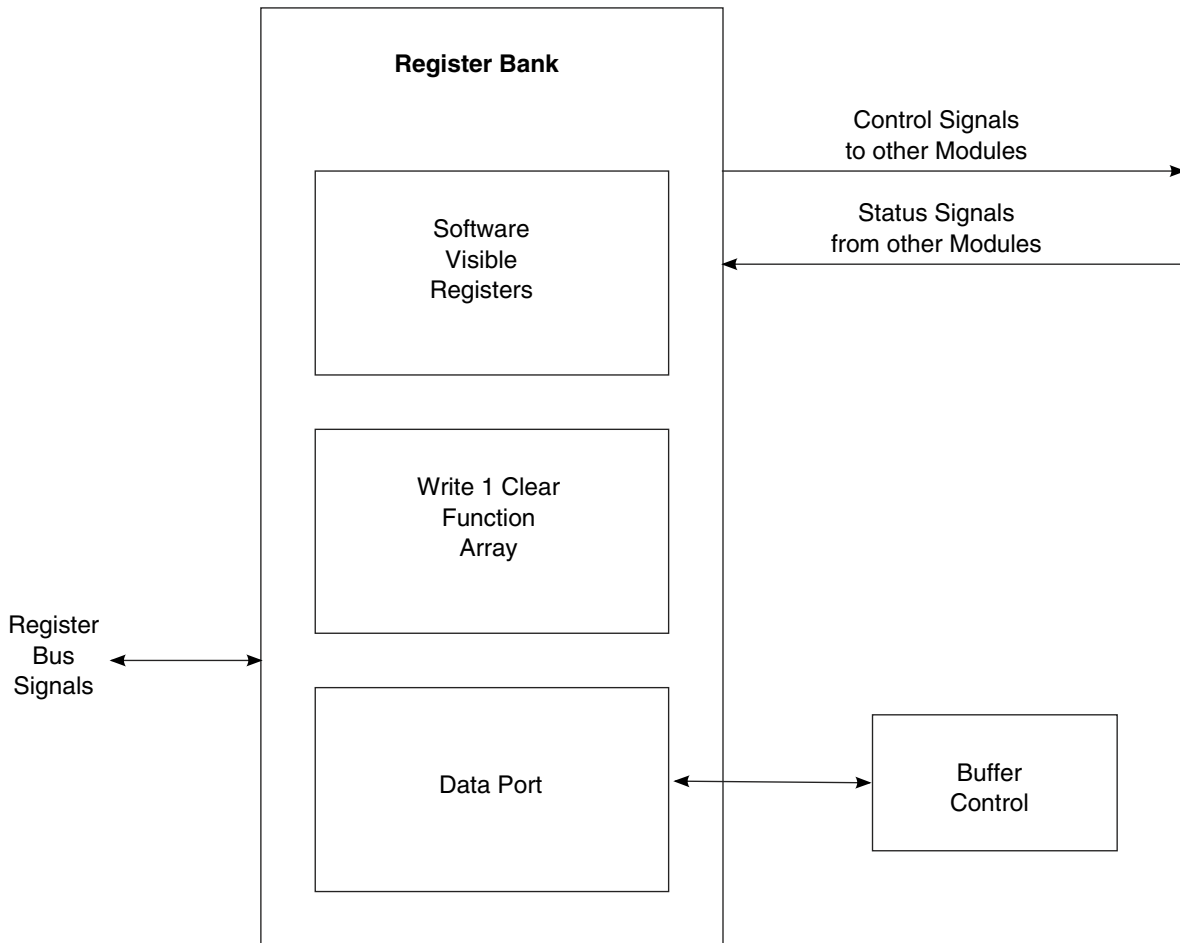 Register Bank
Control Signals
to other Modules
Status Signals
from other Modules
Software
Visible
Registers
Write 1 Clear
Function
Array
Register
Bus
Signals
Data Port
Buffer
Control